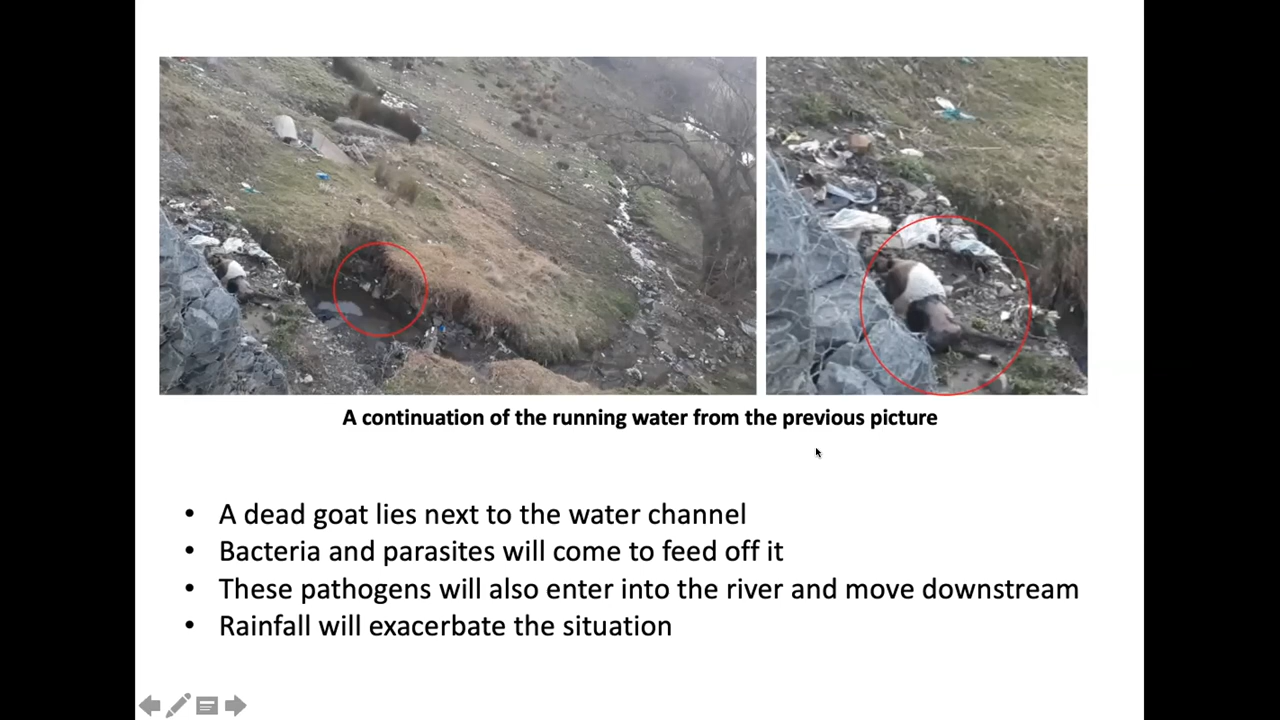 A continuation of the running water from the previous picture
• A dead goat lies next to the water channel
• Bacteria and parasites will come to feed off it
• These pathogens will also enter into the river and move downstream
• Rainfall will exacerbate the situation